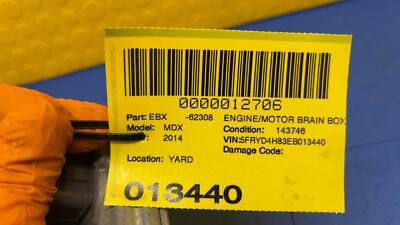 0000012706
Part: EBX -62308 ENGINE/MOTOR BRAIN BOX
Model: MDX Condition: 143746
: 2014 VIN:5FRYD4H83EB013440
Damage Code:
Location: YARD
013440